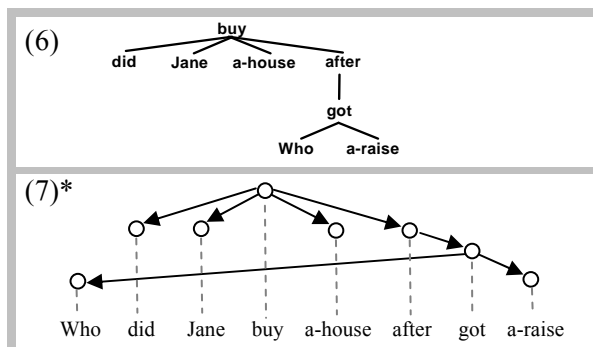 (6)
buy
did Jane a-house after
got
Who a-raise
(7)*
Who did Jane buy a-house after got a-raise